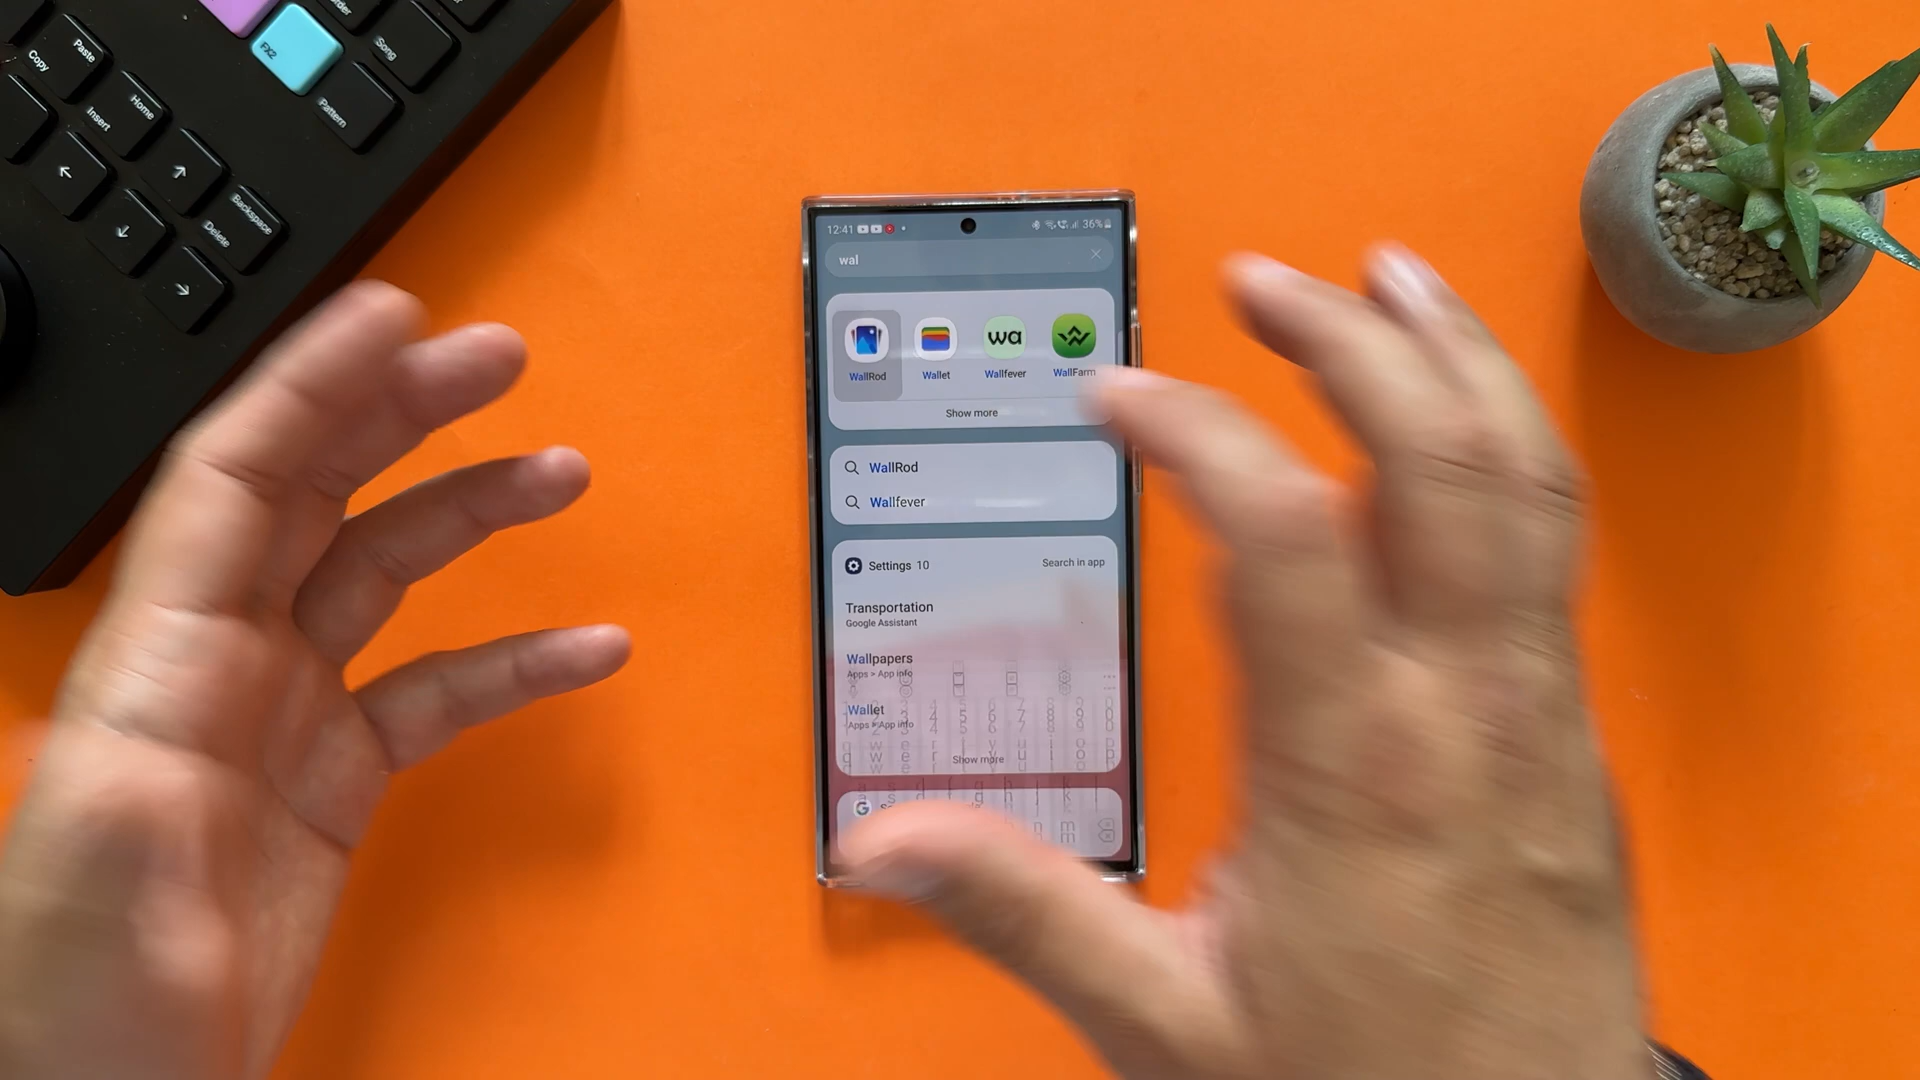 Paste
Copy
FX2
Song
Pattern
Home
Insert
Backspace
Delete
12:41
36%
wal
WallRod
Wallet
wa
Wallfever
WallFarm
Show more
WallRod
Wallfever
Settings 10
Search in app
Transportation
Google Assistant
Wallpapers
Apps > App info
Wallet
Apps > App info
Show more
G